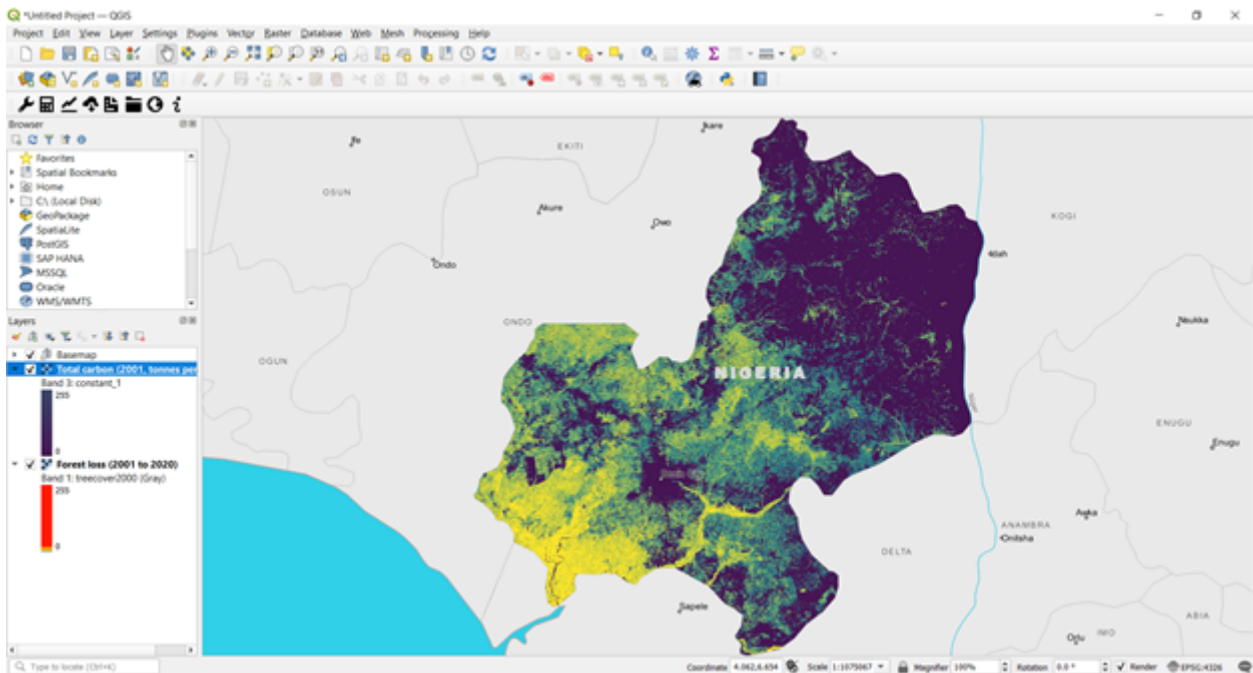 *Untitled Project — QGIS
Project Edit View Layer Settings Plugins Vector Raster Database Web Mesh Processing Help
Browser
Favorites
Spatial Bookmarks
Home
C:\ (Local Disk)
GeoPackage
SpatiaLite
PostGIS
SAP HANA
MSSQL
Oracle
WMS/WMTS
Layers
Basemap
Total carbon (2001, tonnes per
Band 3: constant_1
255
0
Forest loss (2001 to 2020)
Band 1: treecover2000 (Gray)
255
0
Ikare
Ife
EKITI
OSUN
Akure
Owo
KOGI
Idah
Ondo
ONDO
Nsukka
OGUN
NIGERIA
Niger
ENUGU
Enugu
Benin City
Awka
ANAMBRA
Onitsha
DELTA
Sapele
ABIA
Orlu
IMO
Type to locate (Ctrl+K)
Coordinate 4.062,6.654 Scale 1:1075067 Magnifier 100% Rotation 0.0 ° Render EPSG:4326